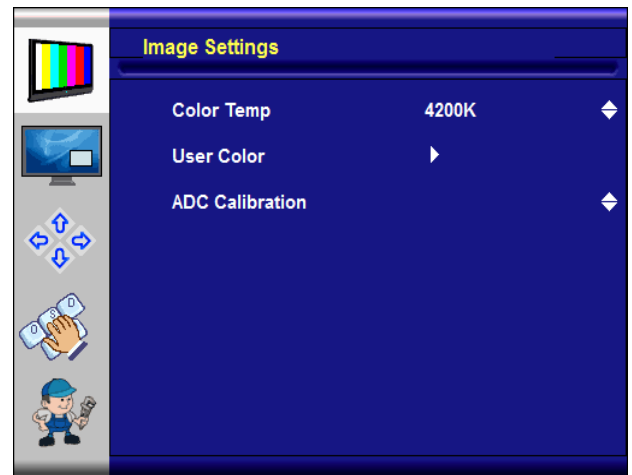 Image Settings
Color Temp 4200K
User Color
ADC Calibration
O S D